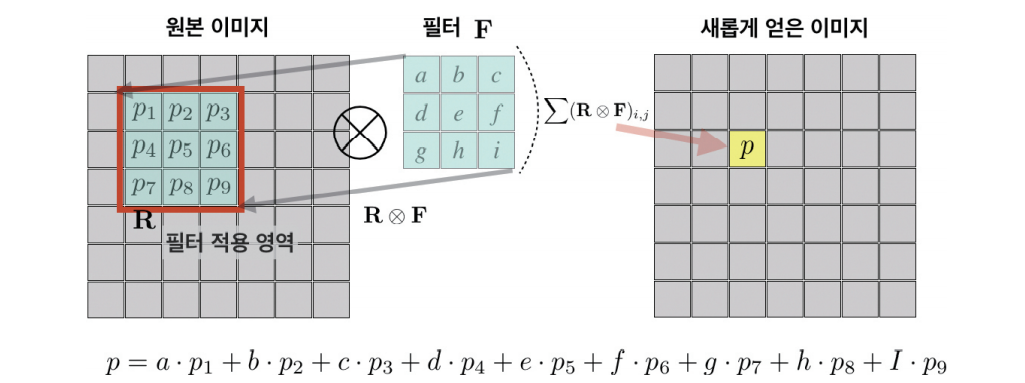 원본 이미지 필터 F 새롭게 얻은 이미지
a b c
p₁ p₂ p₃ d e f ∑(R ⊗ F)ᵢ,ⱼ
p₄ p₅ p₆ g h i p
p₇ p₈ p₉
R R ⊗ F
필터 적용 영역
p = a · p₁ + b · p₂ + c · p₃ + d · p₄ + e · p₅ + f · p₆ + g · p₇ + h · p₈ + I · p₉